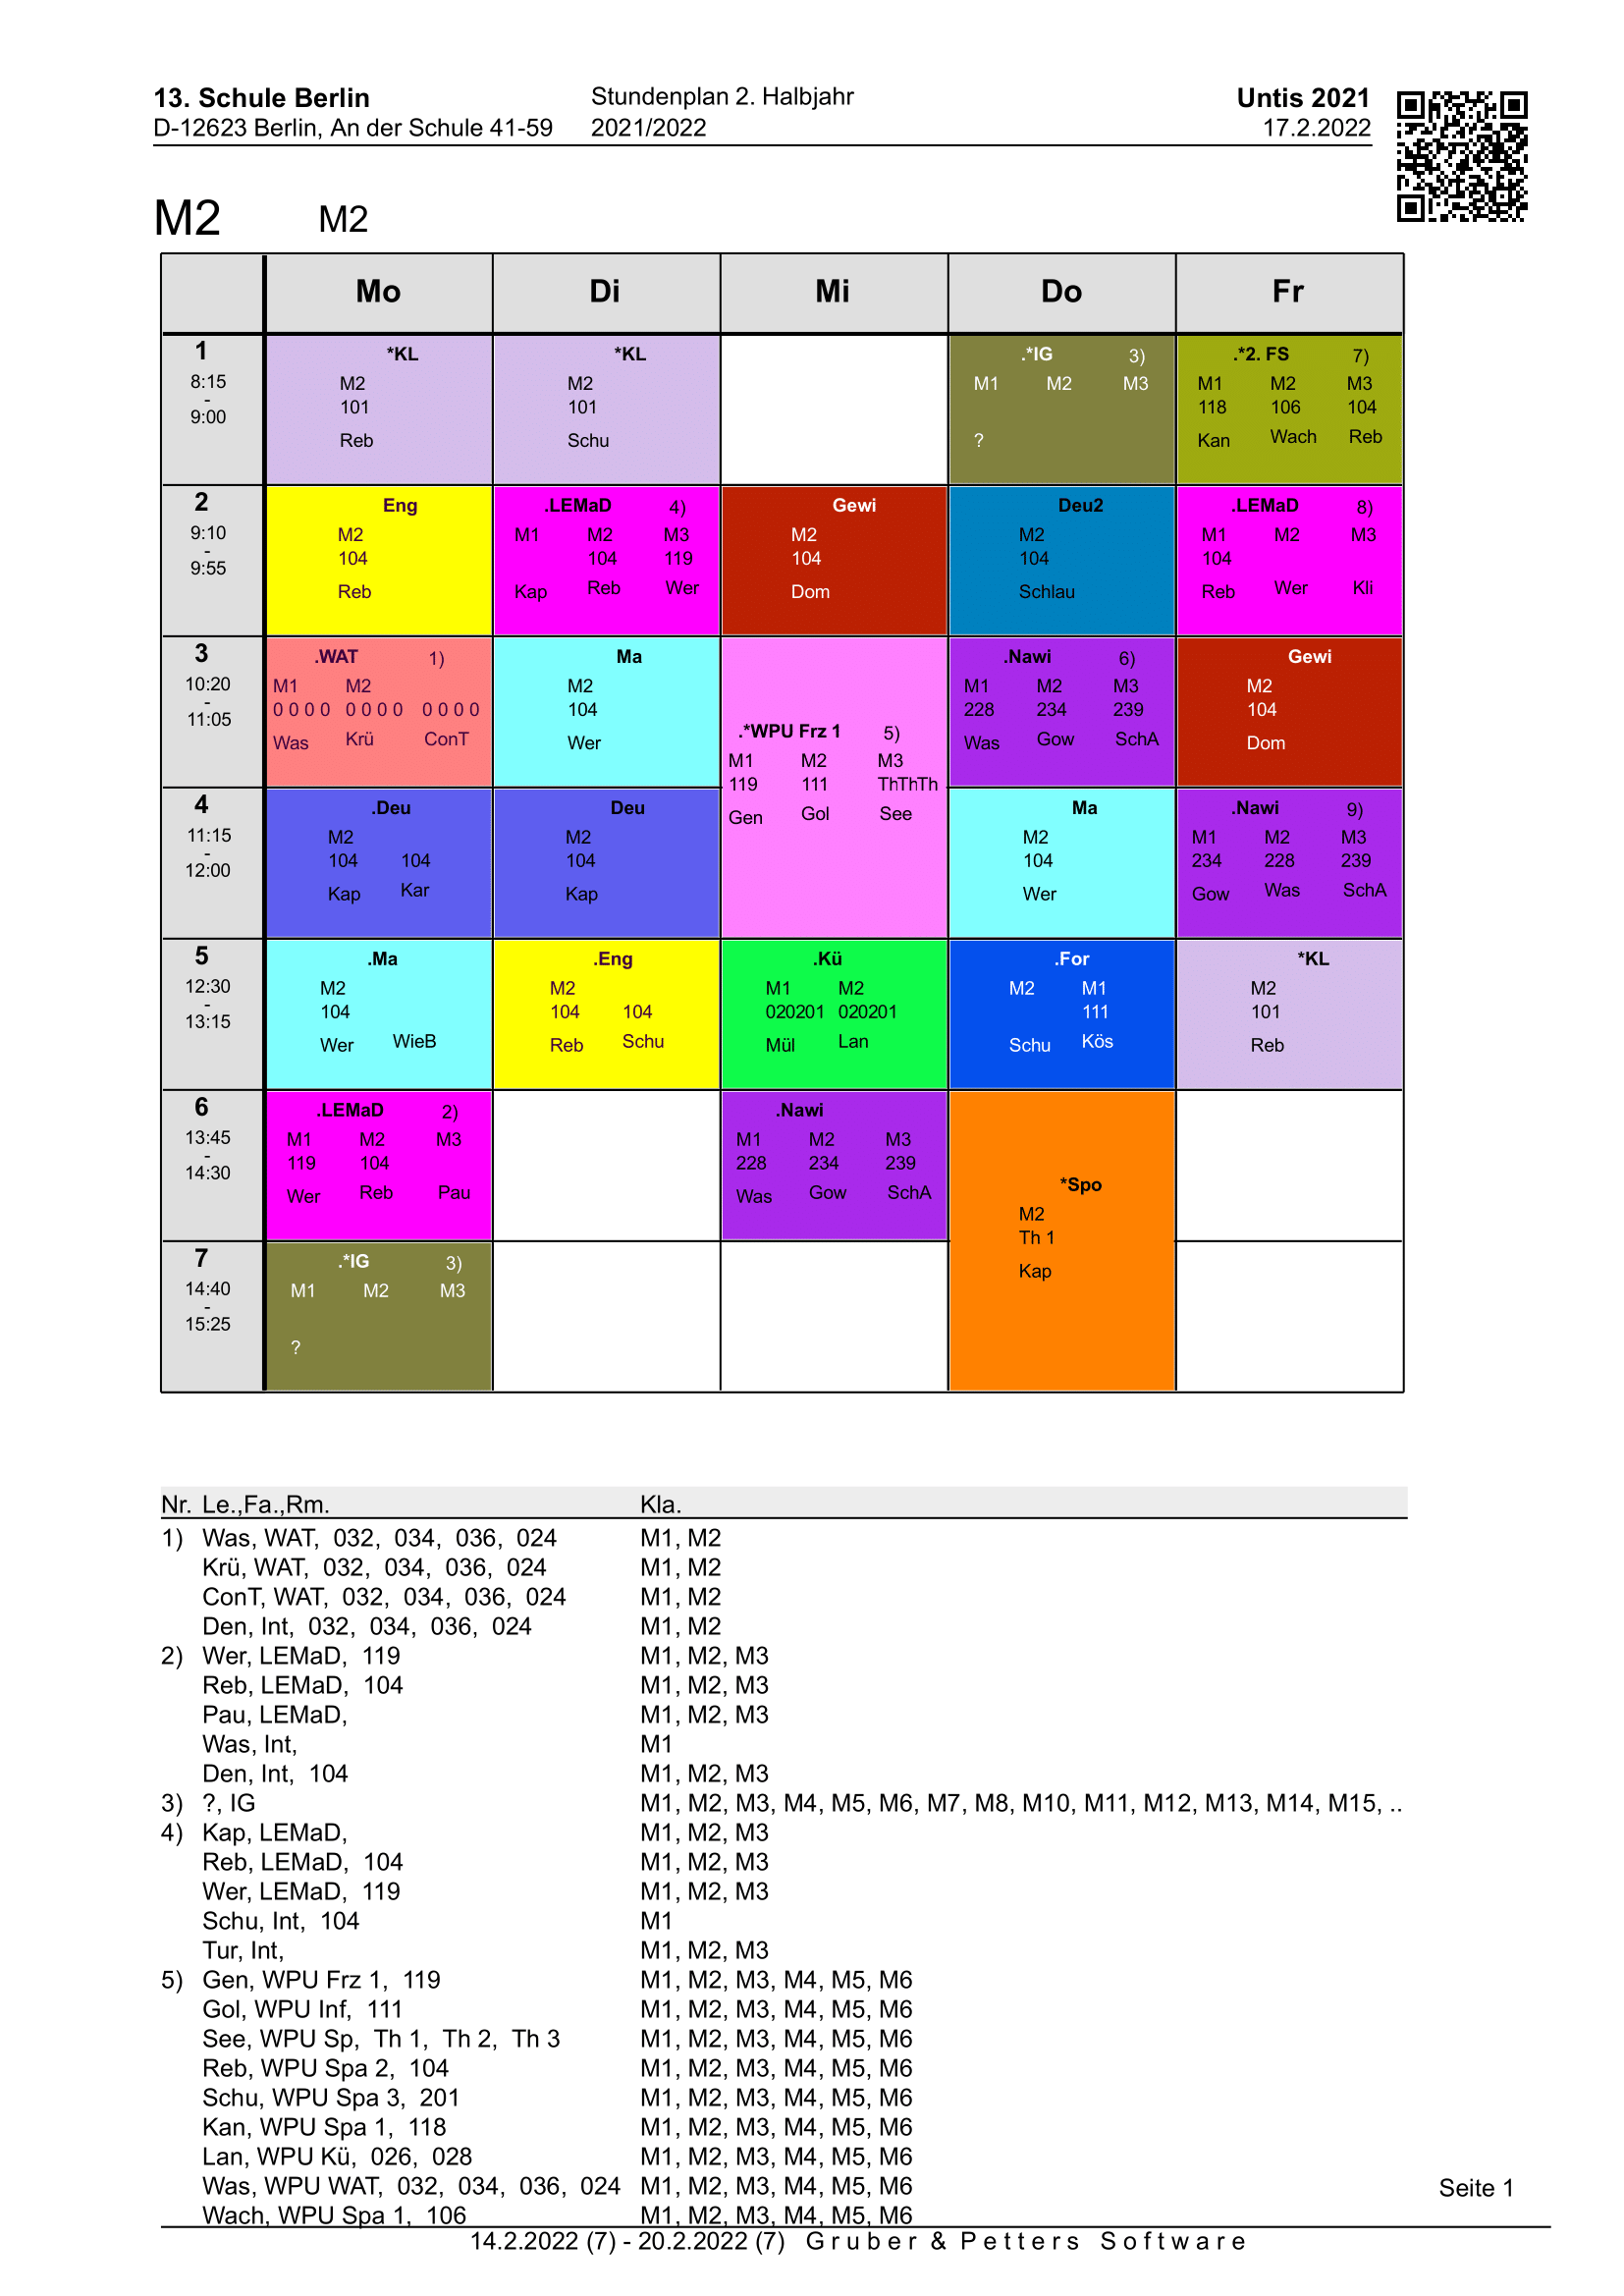 13. Schule Berlin
D-12623 Berlin, An der Schule 41-59
Stundenplan 2. Halbjahr
2021/2022
Untis 2021
17.2.2022
M2 M2
Mo Di Mi Do Fr
1
8:15
-
9:00
*KL
M2
101
Reb
*KL
M2
101
Schu
.*IG 3)
M1 M2 M3
?
.*2. FS 7)
M1 M2 M3
118 106 104
Kan Wach Reb
2
9:10
-
9:55
Eng
M2
104
Reb
.LEMaD 4)
M1 M2 M3
104 119
Kap Reb Wer
Gewi
M2
104
Dom
Deu2
M2
104
Schlau
.LEMaD 8)
M1 M2 M3
104
Reb Wer Kli
3
10:20
-
11:05
.WAT 1)
M1 M2
0 0 0 0 0 0 0 0 0 0 0 0
Was Krü ConT
Ma
M2
104
Wer
.*WPU Frz 1 5)
M1 M2 M3
119 111 ThThTh
Gen Gol See
.Nawi 6)
M1 M2 M3
228 234 239
Was Gow SchA
Gewi
M2
104
Dom
4
11:15
-
12:00
.Deu
M2
104 104
Kap Kar
Deu
M2
104
Kap
Ma
M2
104
Wer
.Nawi 9)
M1 M2 M3
234 228 239
Gow Was SchA
5
12:30
-
13:15
.Ma
M2
104
Wer WieB
.Eng
M2
104 104
Reb Schu
.Kü
M1 M2
020201 020201
Mül Lan
.For
M2 M1
111
Schu Kös
*KL
M2
101
Reb
6
13:45
-
14:30
.LEMaD 2)
M1 M2 M3
119 104
Wer Reb Pau
.Nawi
M1 M2 M3
228 234 239
Was Gow SchA
*Spo
M2
Th 1
Kap
7
14:40
-
15:25
.*IG 3)
M1 M2 M3
?
Nr. Le.,Fa.,Rm. Kla.
1) Was, WAT, 032, 034, 036, 024 M1, M2
Krü, WAT, 032, 034, 036, 024 M1, M2
ConT, WAT, 032, 034, 036, 024 M1, M2
Den, Int, 032, 034, 036, 024 M1, M2
2) Wer, LEMaD, 119 M1, M2, M3
Reb, LEMaD, 104 M1, M2, M3
Pau, LEMaD, M1, M2, M3
Was, Int, M1
Den, Int, 104 M1, M2, M3
3) ?, IG M1, M2, M3, M4, M5, M6, M7, M8, M10, M11, M12, M13, M14, M15, ..
4) Kap, LEMaD, M1, M2, M3
Reb, LEMaD, 104 M1, M2, M3
Wer, LEMaD, 119 M1, M2, M3
Schu, Int, 104 M1
Tur, Int, M1, M2, M3
5) Gen, WPU Frz 1, 119 M1, M2, M3, M4, M5, M6
Gol, WPU Inf, 111 M1, M2, M3, M4, M5, M6
See, WPU Sp, Th 1, Th 2, Th 3 M1, M2, M3, M4, M5, M6
Reb, WPU Spa 2, 104 M1, M2, M3, M4, M5, M6
Schu, WPU Spa 3, 201 M1, M2, M3, M4, M5, M6
Kan, WPU Spa 1, 118 M1, M2, M3, M4, M5, M6
Lan, WPU Kü, 026, 028 M1, M2, M3, M4, M5, M6
Was, WPU WAT, 032, 034, 036, 024 M1, M2, M3, M4, M5, M6
Wach, WPU Spa 1, 106 M1, M2, M3, M4, M5, M6
Seite 1
14.2.2022 (7) - 20.2.2022 (7) Gruber & Petters Software